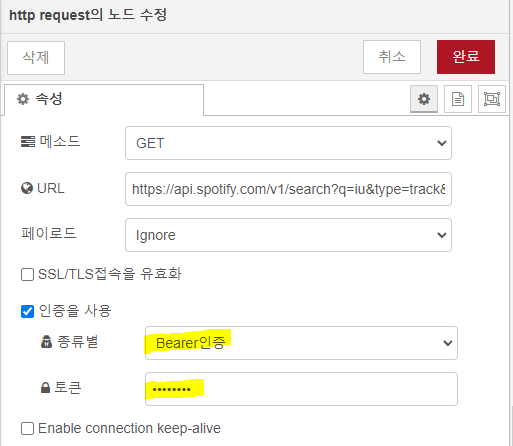 http request의 노드 수정
삭제
취소
완료
속성
메소드
GET
URL
https://api.spotify.com/v1/search?q=iu&type=track&
페이로드
Ignore
SSL/TLS접속을 유효화
인증을 사용
종류별
Bearer인증
토큰
••••••••
Enable connection keep-alive